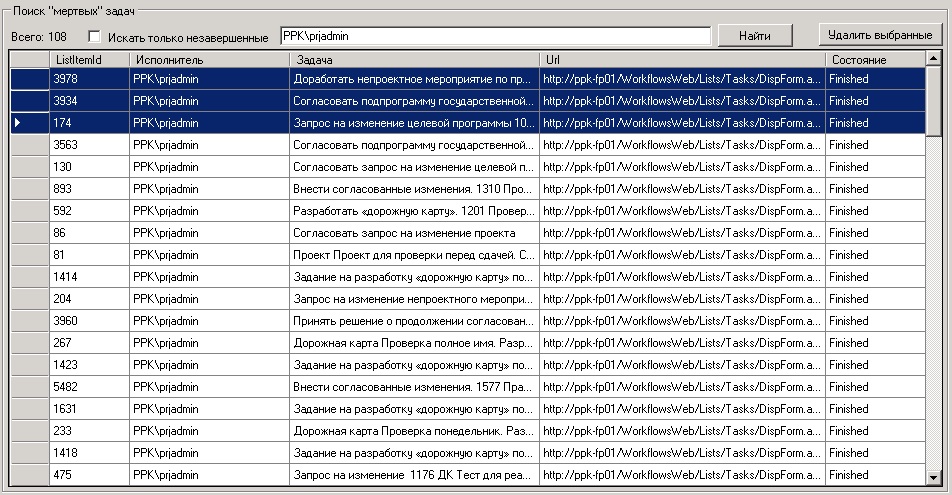 Поиск "мертвых" задач
Всего: 108 Искать только незавершенные PPK\prjadmin Найти Удалить выбранные
ListItemId Исполнитель Задача Url Состояние
3978 PPK\prjadmin Доработать непроектное мероприятие по пр... http://ppk-fp01/WorkflowsWeb/Lists/Tasks/DispForm.a... Finished
3934 PPK\prjadmin Согласовать подпрограмму государственной... http://ppk-fp01/WorkflowsWeb/Lists/Tasks/DispForm.a... Finished
174 PPK\prjadmin Запрос на изменение целевой программы 10... http://ppk-fp01/WorkflowsWeb/Lists/Tasks/DispForm.a... Finished
3563 PPK\prjadmin Согласовать подпрограмму государственной... http://ppk-fp01/WorkflowsWeb/Lists/Tasks/DispForm.a... Finished
130 PPK\prjadmin Согласовать запрос на изменение целевой п... http://ppk-fp01/WorkflowsWeb/Lists/Tasks/DispForm.a... Finished
893 PPK\prjadmin Внести согласованные изменения. 1310 Про... http://ppk-fp01/WorkflowsWeb/Lists/Tasks/DispForm.a... Finished
592 PPK\prjadmin Разработать «дорожную карту». 1201 Провер... http://ppk-fp01/WorkflowsWeb/Lists/Tasks/DispForm.a... Finished
86 PPK\prjadmin Согласовать запрос на изменение проекта http://ppk-fp01/WorkflowsWeb/Lists/Tasks/DispForm.a... Finished
81 PPK\prjadmin Проект Проект для проверки перед сдачей. С... http://ppk-fp01/WorkflowsWeb/Lists/Tasks/DispForm.a... Finished
1414 PPK\prjadmin Задание на разработку «дорожную карту» по... http://ppk-fp01/WorkflowsWeb/Lists/Tasks/DispForm.a... Finished
204 PPK\prjadmin Запрос на изменение непроектного меропри... http://ppk-fp01/WorkflowsWeb/Lists/Tasks/DispForm.a... Finished
3960 PPK\prjadmin Принять решение о продолжении согласован... http://ppk-fp01/WorkflowsWeb/Lists/Tasks/DispForm.a... Finished
267 PPK\prjadmin Дорожная карта Проверка полное имя. Разр... http://ppk-fp01/WorkflowsWeb/Lists/Tasks/DispForm.a... Finished
1423 PPK\prjadmin Задание на разработку «дорожную карту» по... http://ppk-fp01/WorkflowsWeb/Lists/Tasks/DispForm.a... Finished
5482 PPK\prjadmin Внести согласованные изменения. 1577 Пра... http://ppk-fp01/WorkflowsWeb/Lists/Tasks/DispForm.a... Finished
1631 PPK\prjadmin Задание на разработку «дорожную карту» по... http://ppk-fp01/WorkflowsWeb/Lists/Tasks/DispForm.a... Finished
233 PPK\prjadmin Дорожная карта Проверка понедельник. Раз... http://ppk-fp01/WorkflowsWeb/Lists/Tasks/DispForm.a... Finished
1418 PPK\prjadmin Задание на разработку «дорожную карту» по... http://ppk-fp01/WorkflowsWeb/Lists/Tasks/DispForm.a... Finished
475 PPK\prjadmin Запрос на изменение 1176 ДК Тест для реа... http://ppk-fp01/WorkflowsWeb/Lists/Tasks/DispForm.a... Finished